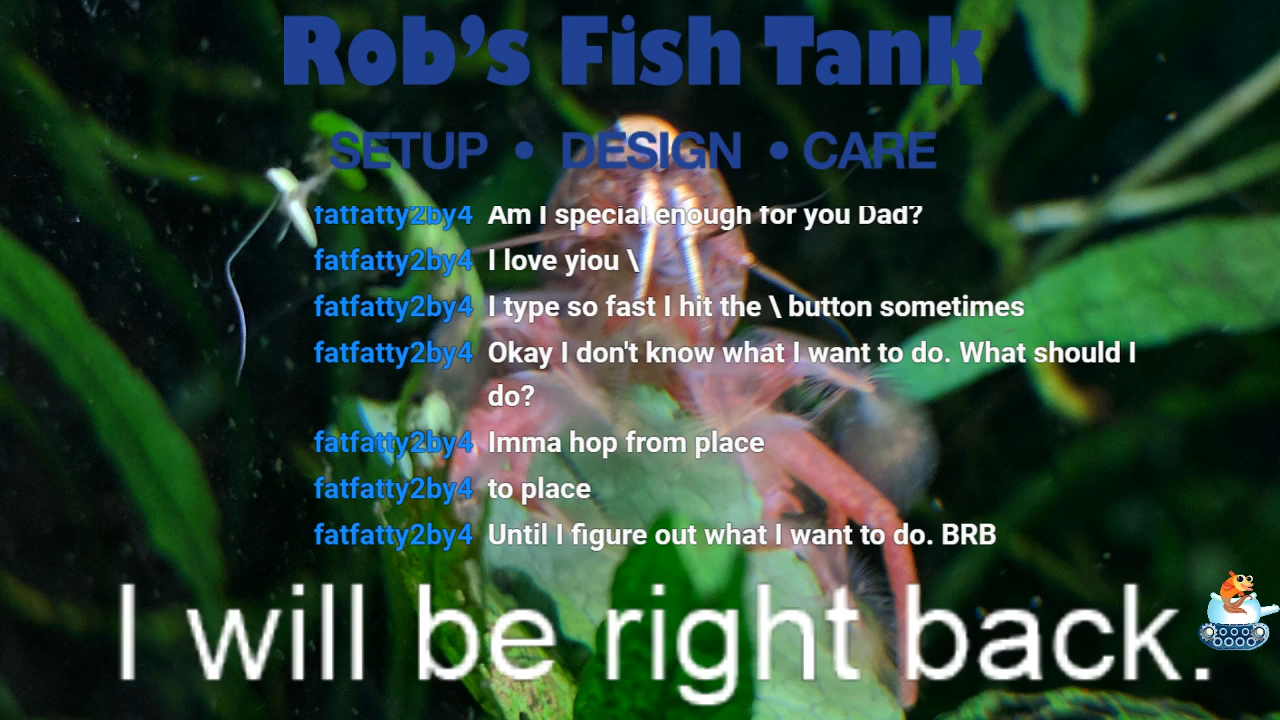 Rob's Fish Tank
SETUP • DESIGN • CARE
fatfatty2by4 Am I special enough for you Dad?
fatfatty2by4 I love yiou \
fatfatty2by4 I type so fast I hit the \ button sometimes
fatfatty2by4 Okay I don't know what I want to do. What should I
do?
fatfatty2by4 Imma hop from place
fatfatty2by4 to place
fatfatty2by4 Until I figure out what I want to do. BRB
I will be right back.